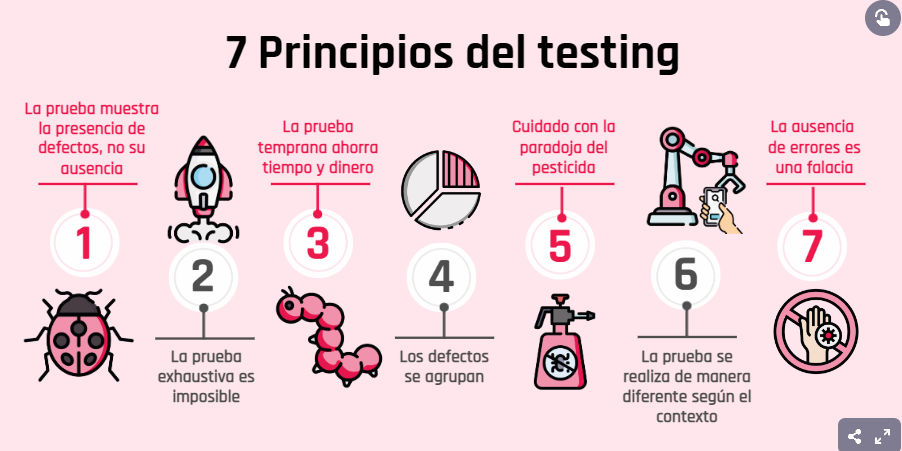 7 Principios del testing
La prueba muestra
la presencia de
defectos, no su
ausencia
1
2
La prueba
exhaustiva es
imposible
La prueba
temprana ahorra
tiempo y dinero
3
4
Los defectos
se agrupan
Cuidado con la
paradoja del
pesticida
5
6
La prueba se
realiza de manera
diferente según el
contexto
La ausencia
de errores es
una falacia
7